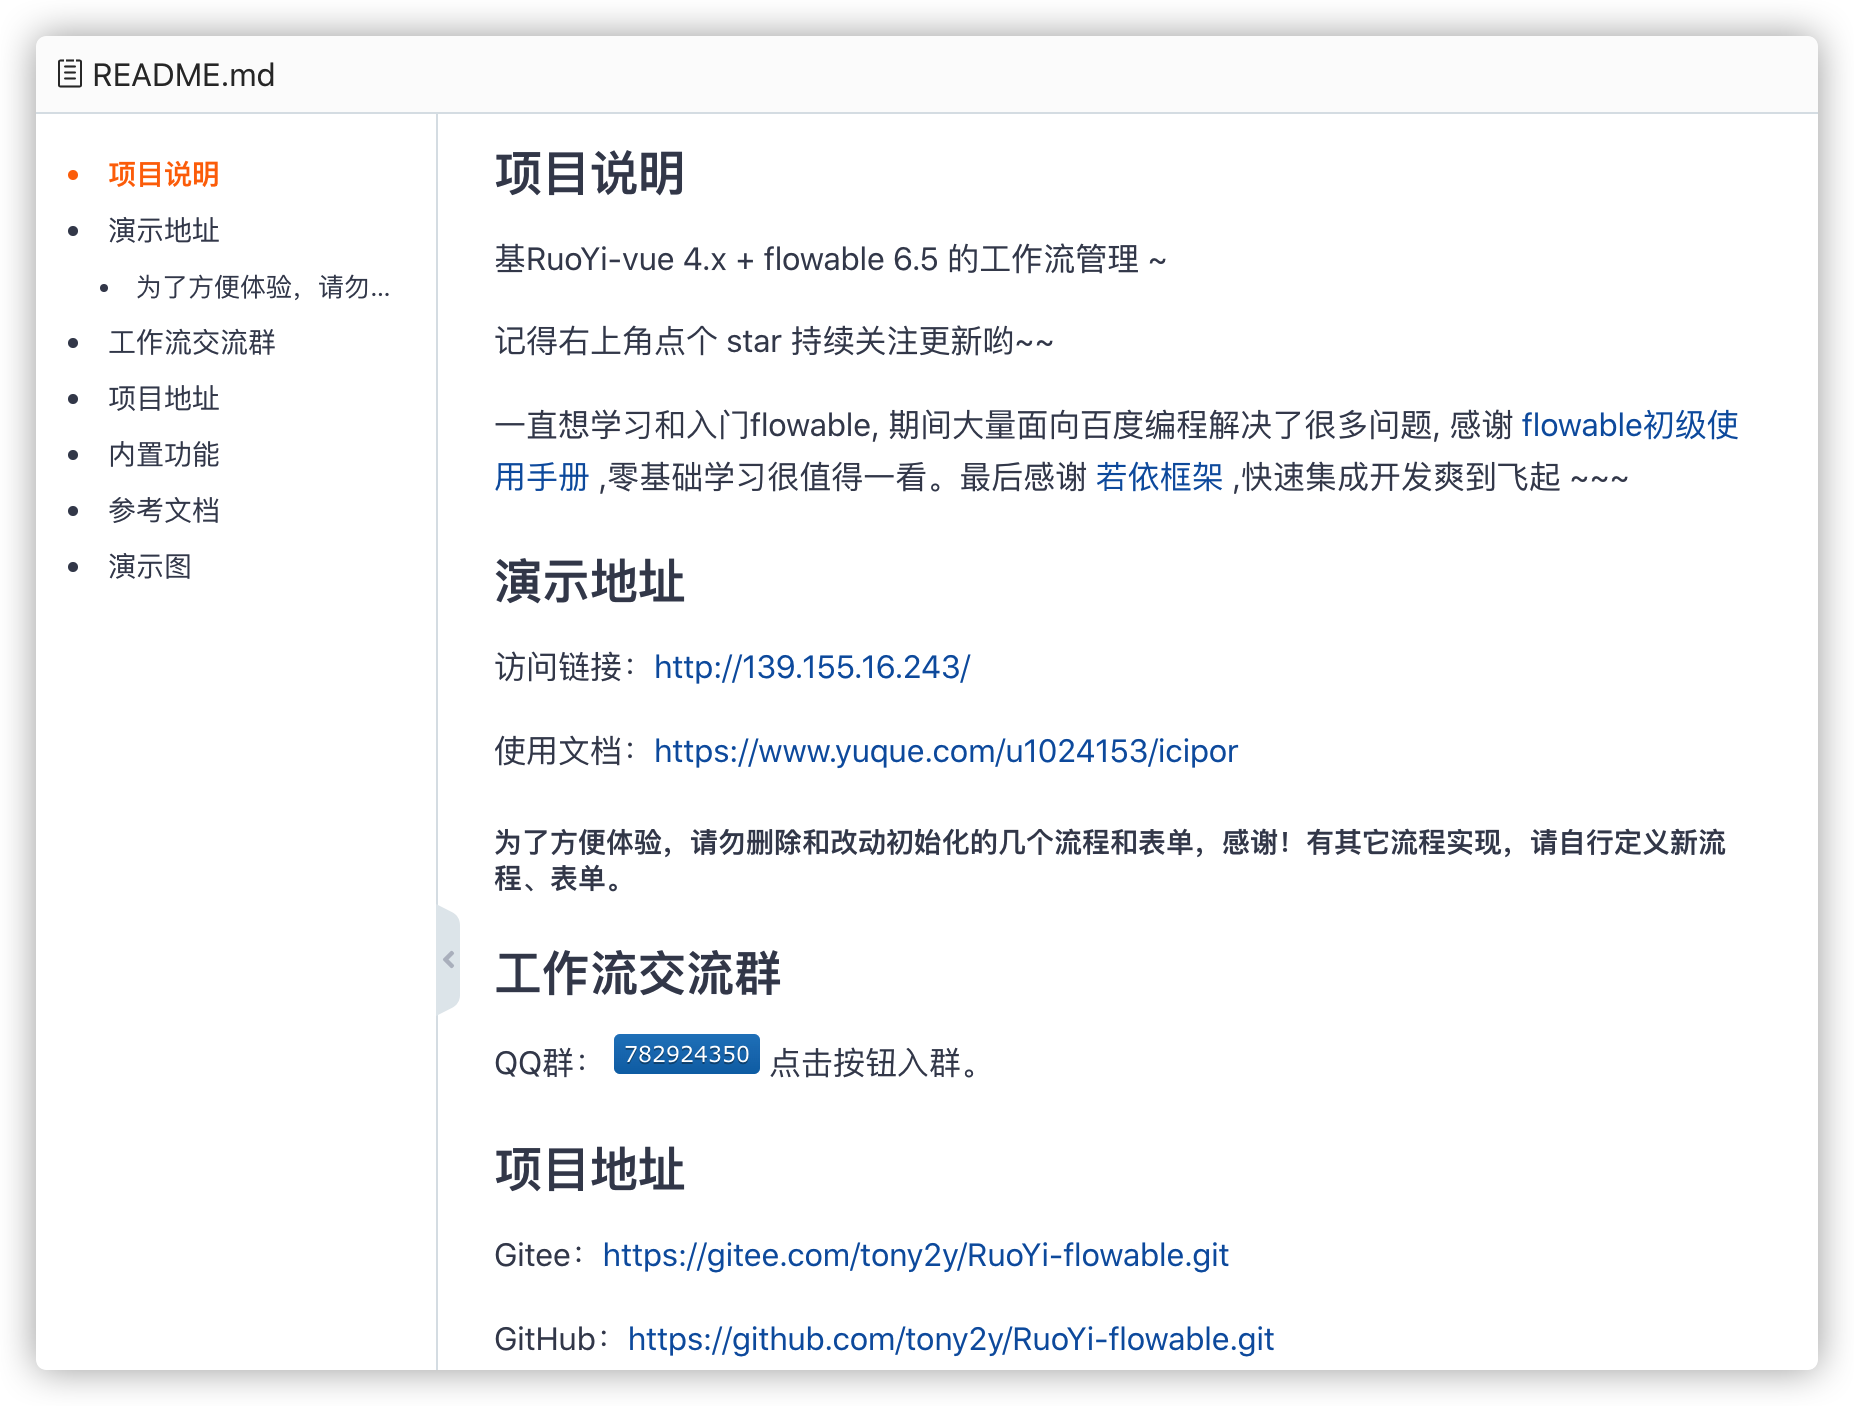 README.md
项目说明
演示地址
为了方便体验，请勿...
工作流交流群
项目地址
内置功能
参考文档
演示图
项目说明
基RuoYi-vue 4.x + flowable 6.5 的工作流管理 ~
记得右上角点个 star 持续关注更新哟~~
一直想学习和入门flowable, 期间大量面向百度编程解决了很多问题, 感谢 flowable初级使
用手册 ,零基础学习很值得一看。最后感谢 若依框架 ,快速集成开发爽到飞起 ~~~
演示地址
访问链接：http://139.155.16.243/
使用文档：https://www.yuque.com/u1024153/icipor
为了方便体验，请勿删除和改动初始化的几个流程和表单，感谢！有其它流程实现，请自行定义新流
程、表单。
工作流交流群
QQ群： 782924350 点击按钮入群。
项目地址
Gitee：https://gitee.com/tony2y/RuoYi-flowable.git
GitHub：https://github.com/tony2y/RuoYi-flowable.git